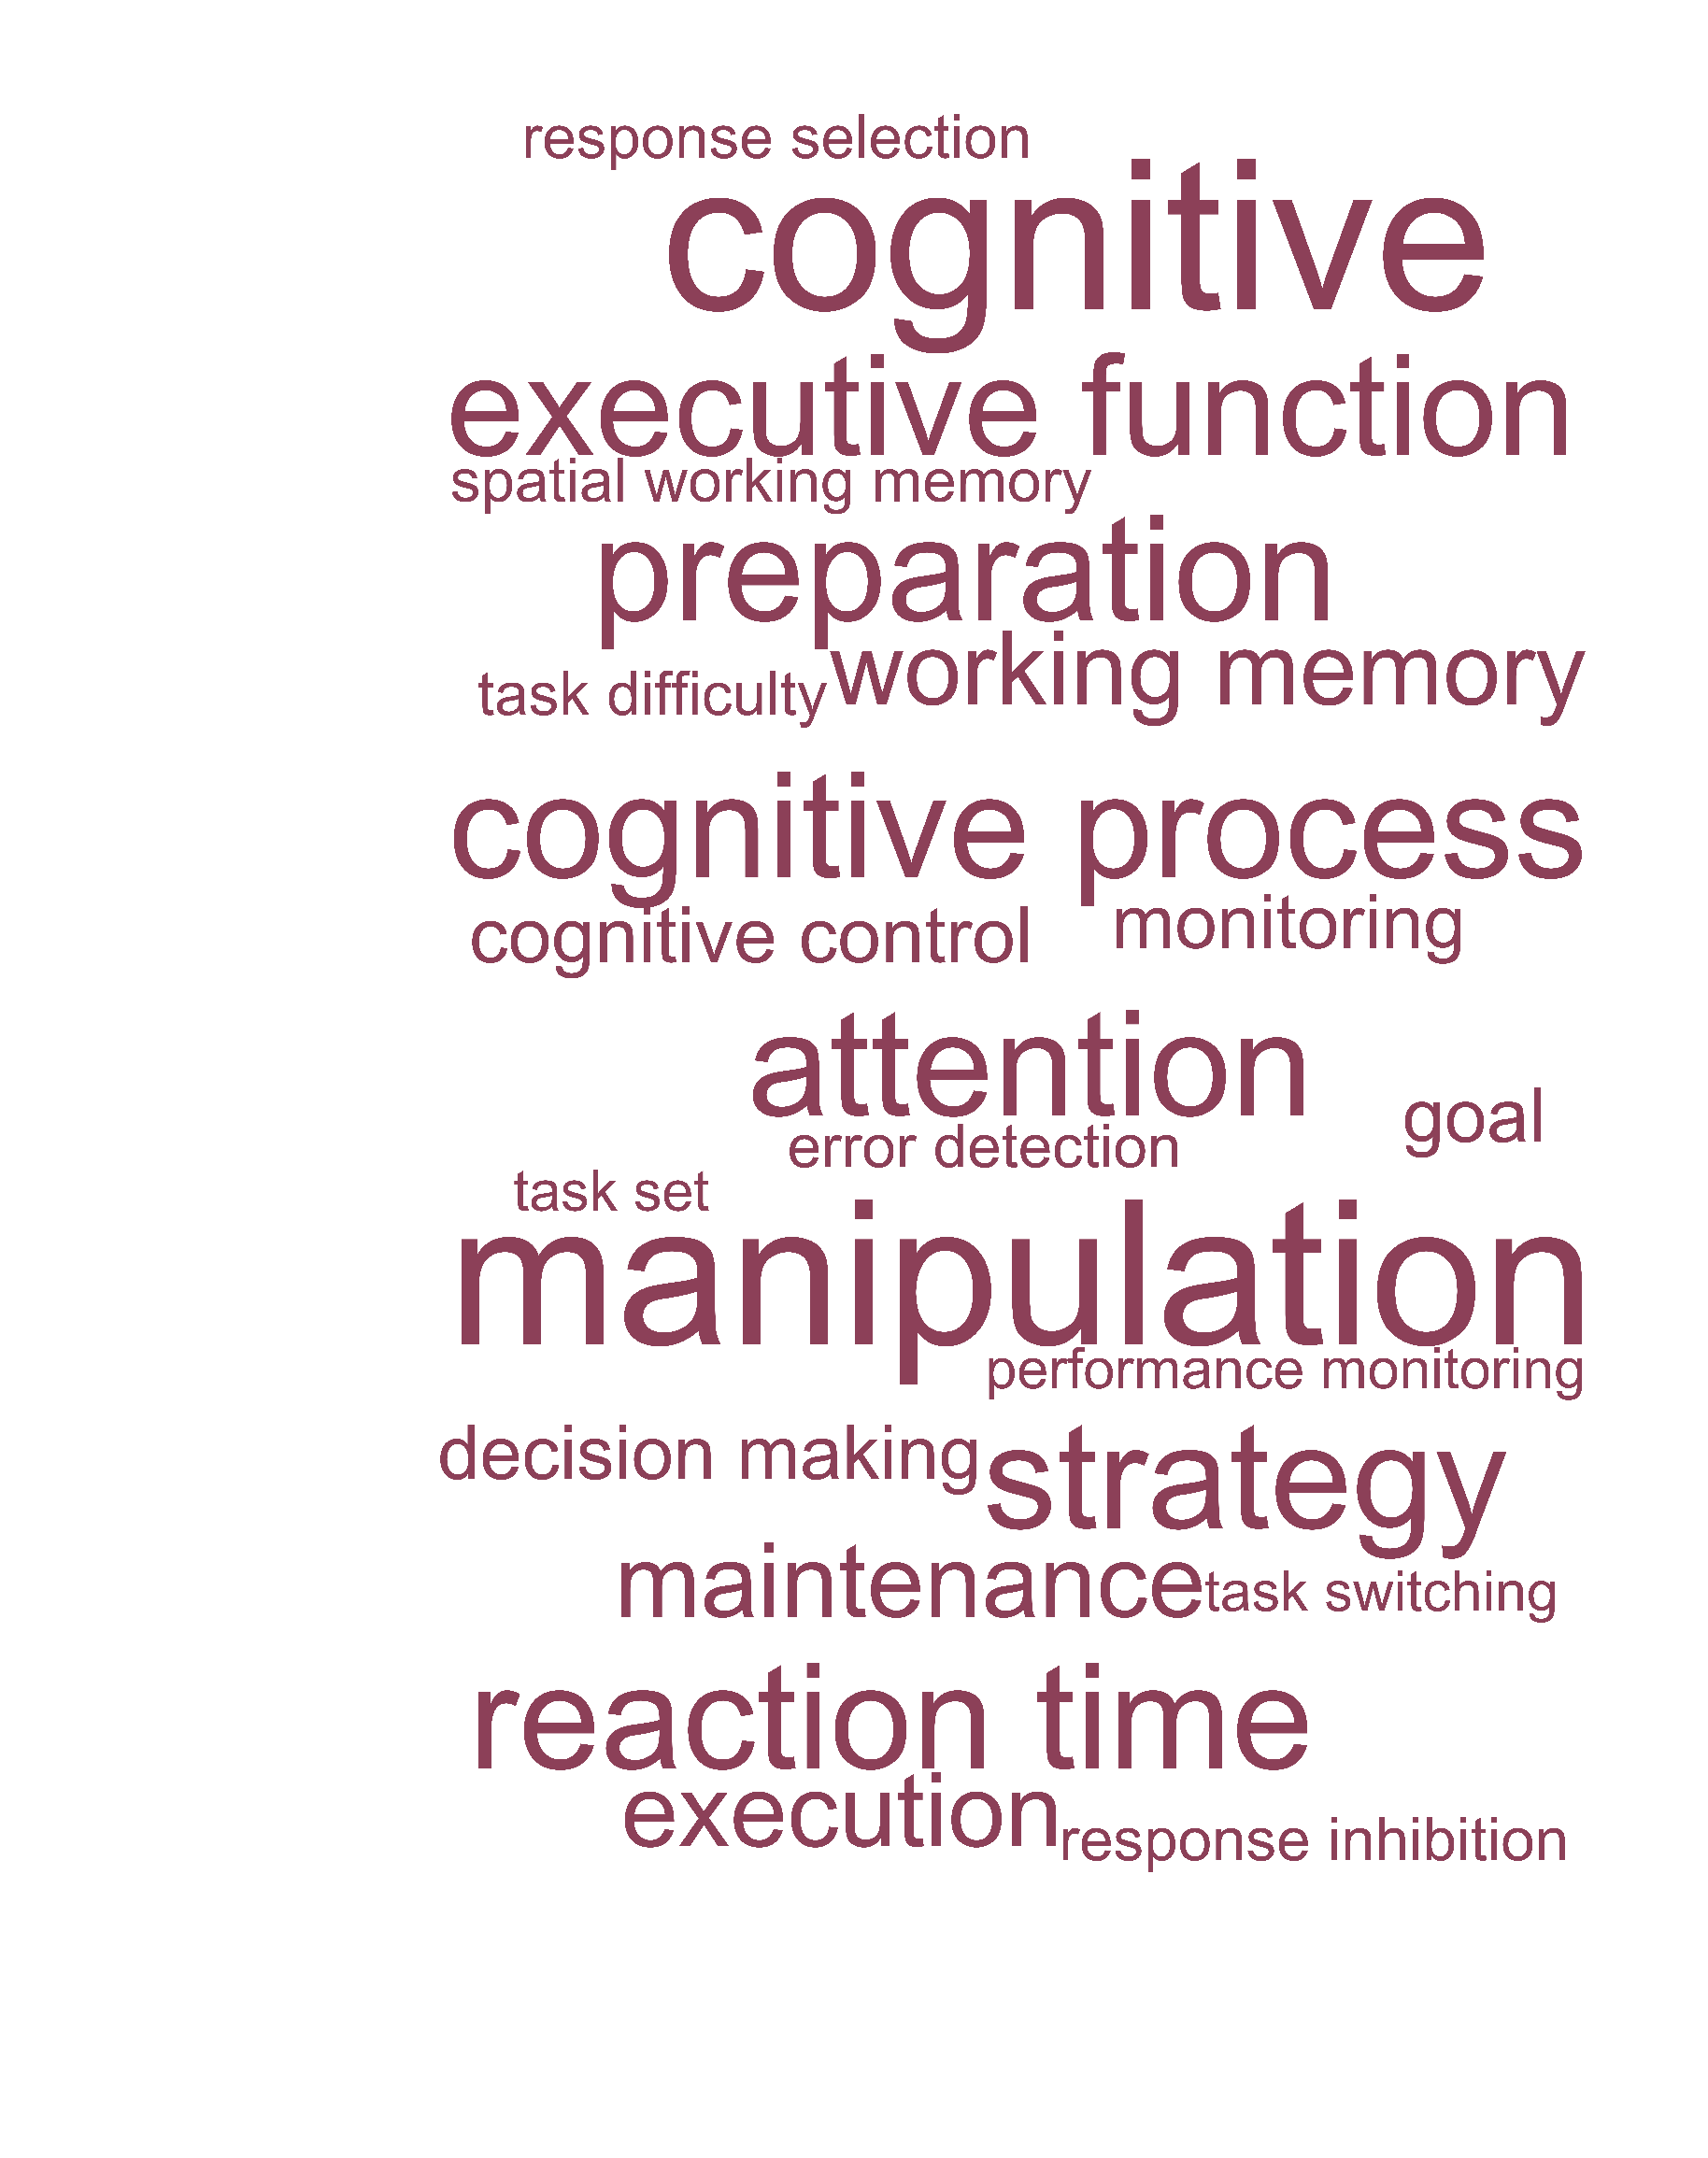 response selection
cognitive
executive function
spatial working memory
preparation
task difficulty working memory
cognitive process
cognitive control monitoring
attention
goal
error detection
task set
manipulation
performance monitoring
decision making strategy
maintenance task switching
reaction time
execution response inhibition